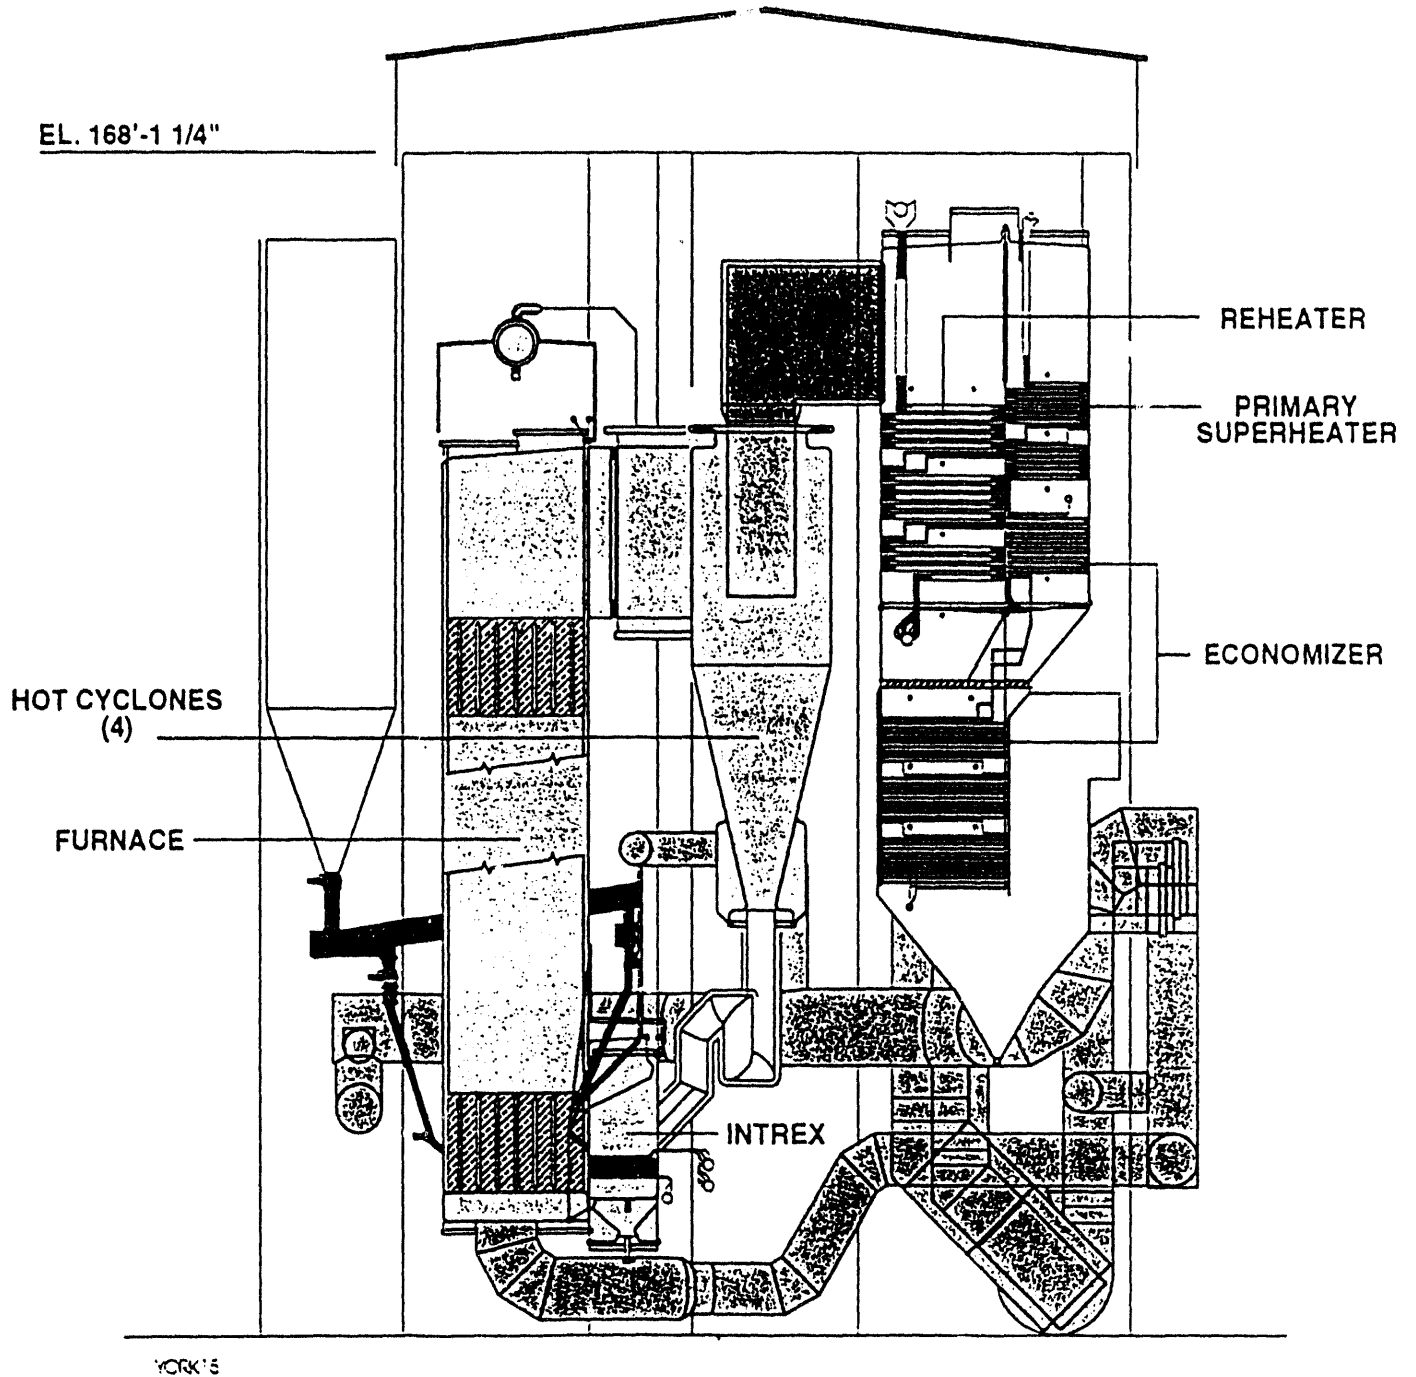 EL. 168'-1 1/4"
REHEATER
PRIMARY
SUPERHEATER
ECONOMIZER
HOT CYCLONES
(4)
FURNACE
INTREX